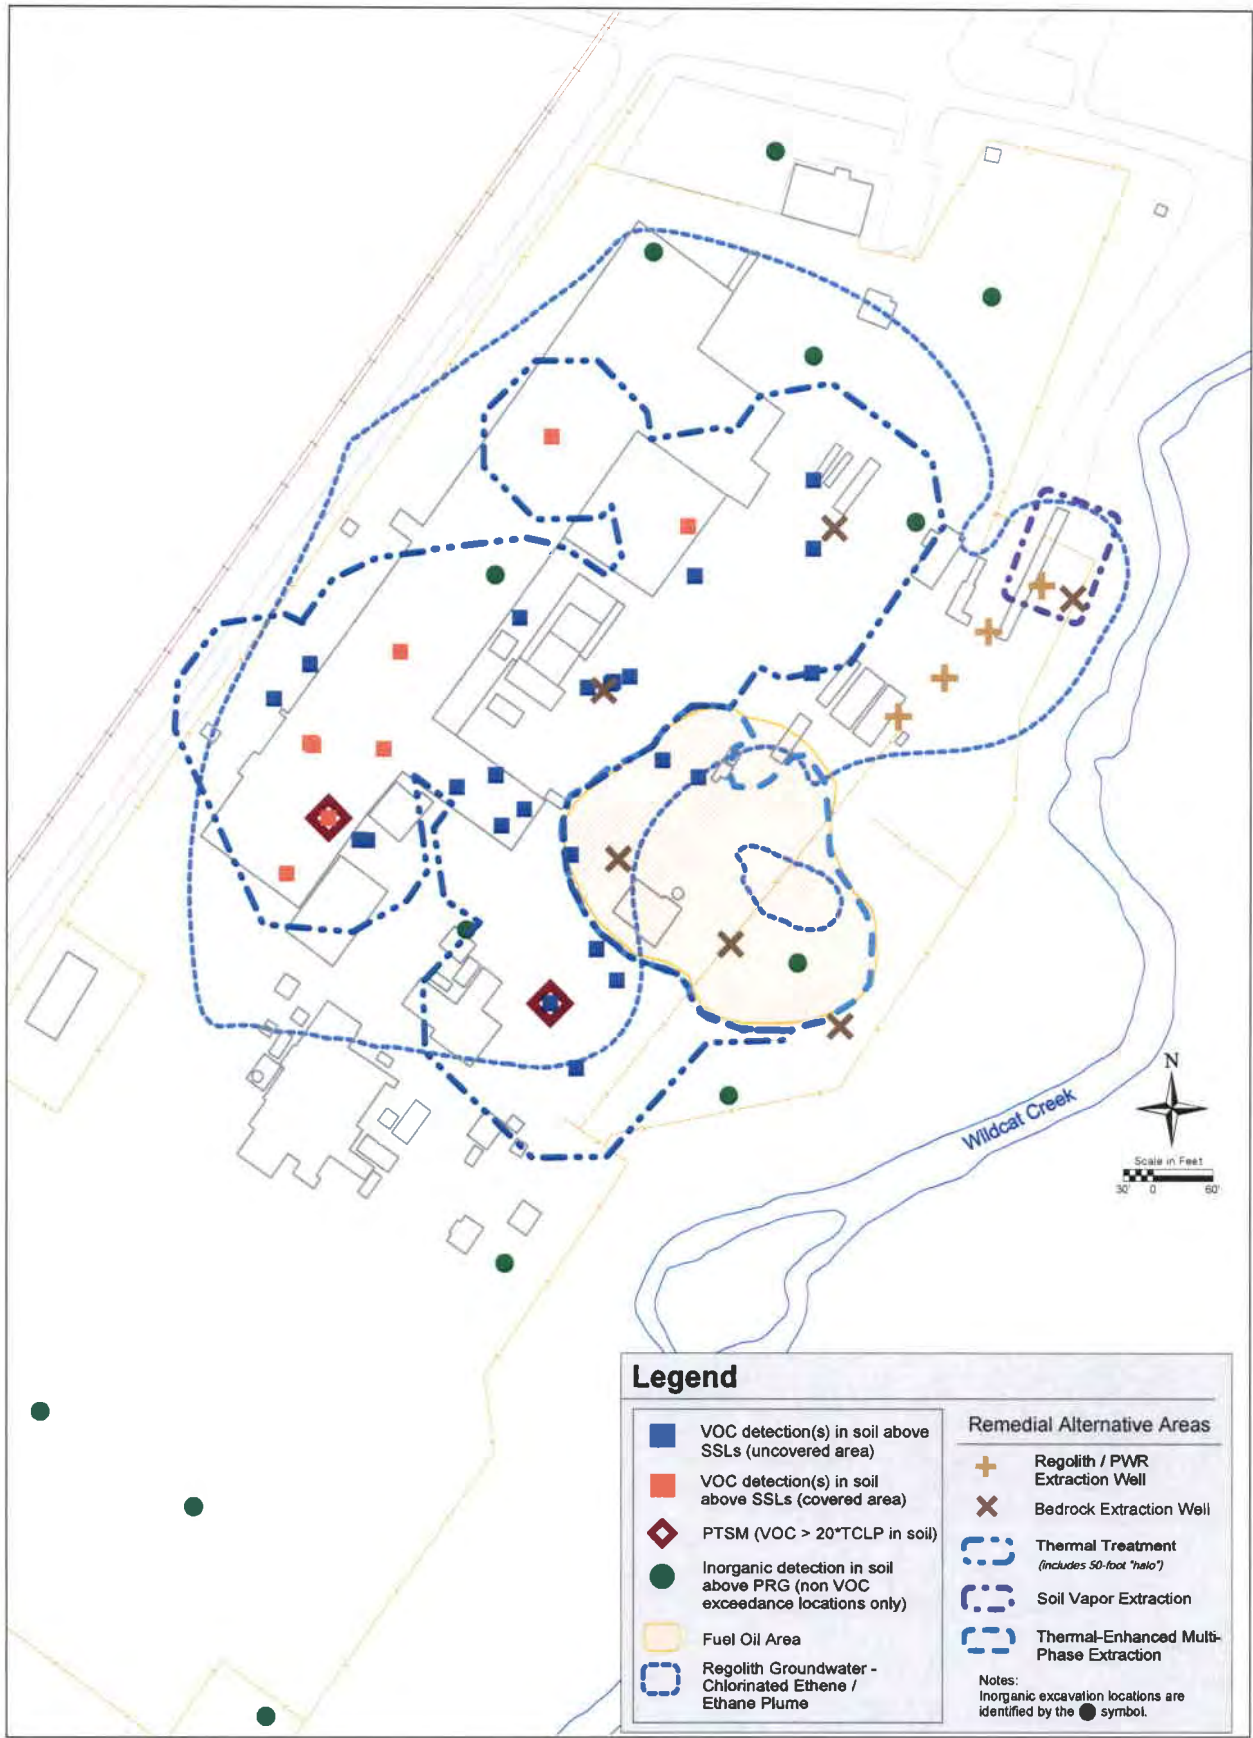 Wildcat Creek
N
Scale in Feet
30' 0 60'
Legend
VOC detection(s) in soil above
SSLs (uncovered area)
VOC detection(s) in soil
above SSLs (covered area)
PTSM (VOC > 20*TCLP in soil)
Inorganic detection in soil
above PRG (non VOC
exceedance locations only)
Fuel Oil Area
Regolith Groundwater -
Chlorinated Ethene /
Ethane Plume
Remedial Alternative Areas
Regolith / PWR
Extraction Well
Bedrock Extraction Well
Thermal Treatment
(includes 50-foot "halo")
Soil Vapor Extraction
Thermal-Enhanced Multi-
Phase Extraction
Notes:
Inorganic excavation locations are
identified by the symbol.